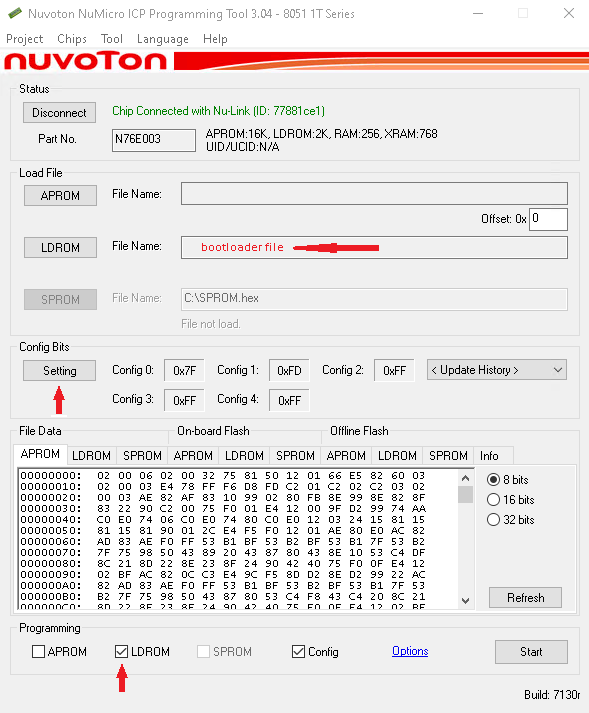 Nuvoton NuMicro ICP Programming Tool 3.04 - 8051 1T Series
Project Chips Tool Language Help
nuvoTon
Status
Disconnect Chip Connected with Nu-Link (ID: 77881ce1)
Part No. N76E003 APROM:16K, LDROM:2K, RAM:256, XRAM:768
UID/UCID:N/A
Load File
APROM File Name:
Offset: 0x 0
LDROM File Name: bootloader file
SPROM File Name: C:\SPROM.hex
File not load.
Config Bits
Setting Config 0: 0x7F Config 1: 0xFD Config 2: 0xFF < Update History >
Config 3: 0xFF Config 4: 0xFF
File Data On-board Flash Offline Flash
APROM LDROM SPROM APROM LDROM SPROM APROM LDROM SPROM Info
00000000: 02 00 06 02 00 32 75 81 50 12 01 66 E5 82 60 03
00000010: 02 00 03 E4 78 FF F6 D8 FD C2 01 C2 02 C2 03 02
00000020: 00 03 AE 82 AF 83 10 99 02 80 FB 8E 99 8E 82 8F
00000030: 83 22 90 C2 00 75 F0 01 E4 12 00 9F D2 99 74 AA
00000040: C0 E0 74 06 C0 E0 74 80 C0 E0 12 03 24 15 81 15
00000050: 81 15 81 90 01 2C E4 F5 F0 12 01 AE 80 E0 AC 82
00000060: AD 83 AE F0 FF 53 B1 BF 53 B2 BF 53 B1 7F 53 B2
00000070: 7F 75 98 50 43 89 20 43 87 80 43 8E 10 53 C4 DF
00000080: 8C 21 8D 22 8E 23 8F 24 90 42 40 75 F0 0F E4 12
00000090: 02 BF AC 82 0C C3 E4 9C F5 8D D2 8E D2 99 22 AC
000000A0: 82 AD 83 AE F0 FF 53 B1 BF 53 B2 BF 53 B1 7F 53
000000B0: B2 7F 75 98 50 43 87 80 53 C4 F8 43 C4 20 8C 21
000000C0: 8D 22 8E 23 8F 24 90 42 40 75 F0 0F E4 12 02 BF
8 bits
16 bits
32 bits
Refresh
Programming
APROM LDROM SPROM Config Options Start
Build: 7130r